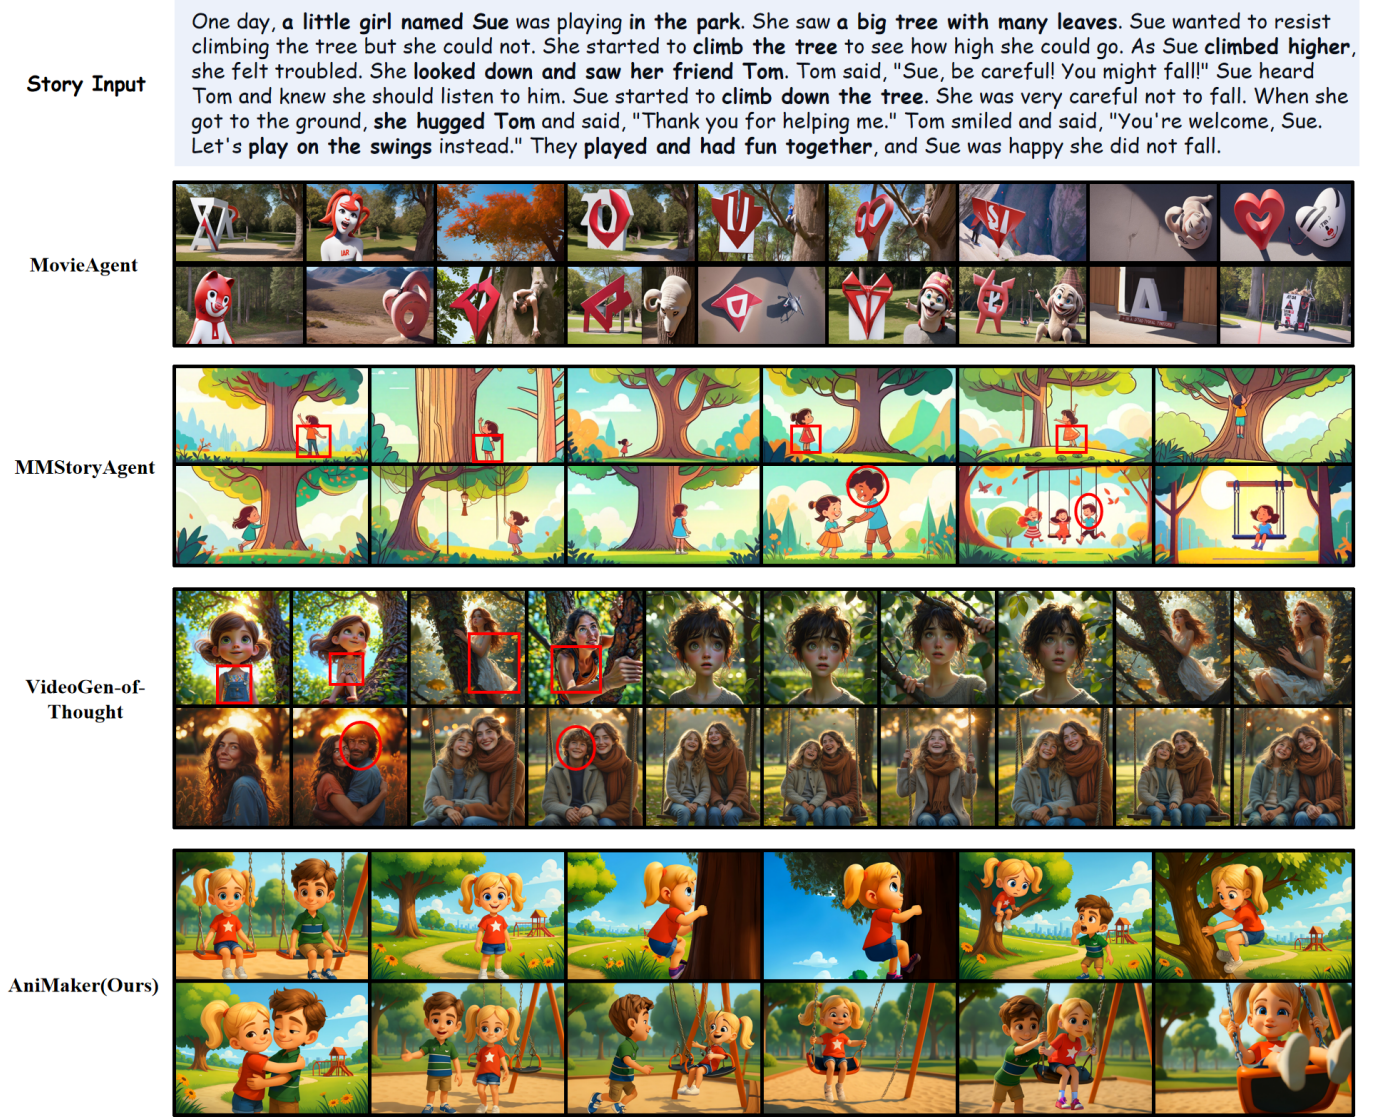 Story Input
One day, a little girl named Sue was playing in the park. She saw a big tree with many leaves. Sue wanted to resist
climbing the tree but she could not. She started to climb the tree to see how high she could go. As Sue climbed higher,
she felt troubled. She looked down and saw her friend Tom. Tom said, "Sue, be careful! You might fall!" Sue heard
Tom and knew she should listen to him. Sue started to climb down the tree. She was very careful not to fall. When she
got to the ground, she hugged Tom and said, "Thank you for helping me." Tom smiled and said, "You're welcome, Sue.
Let's play on the swings instead." They played and had fun together, and Sue was happy she did not fall.
MovieAgent
MMStoryAgent
VideoGen-of-
Thought
AniMaker(Ours)